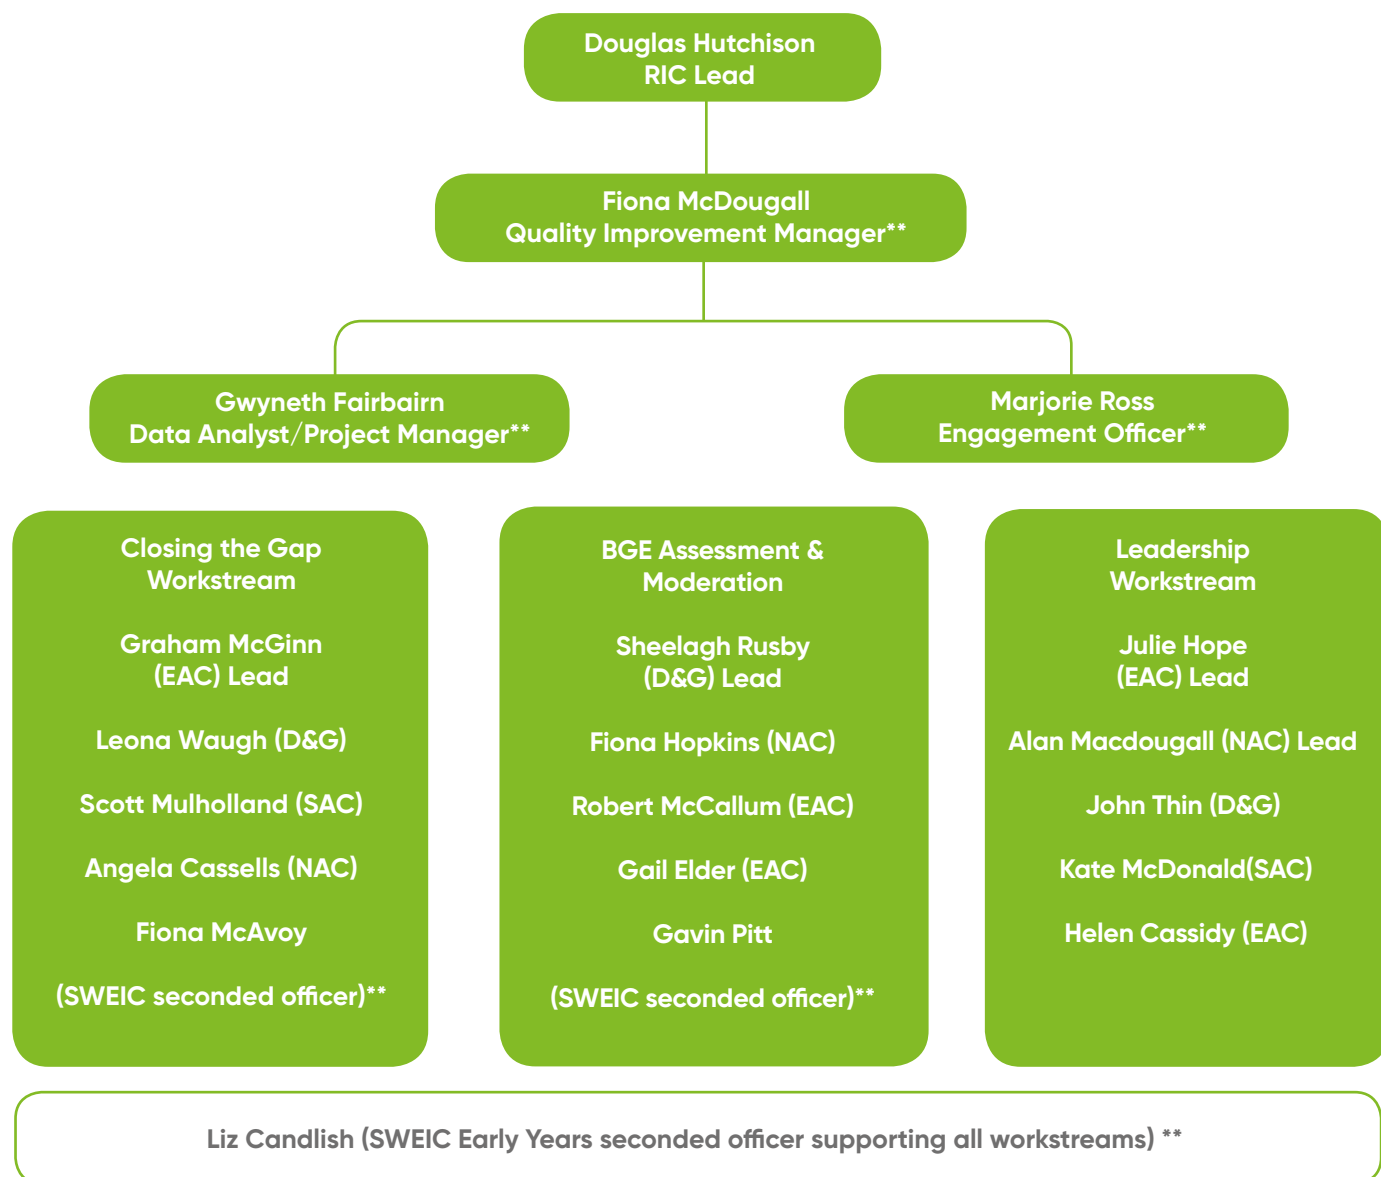 Douglas Hutchison
RIC Lead
Fiona McDougall
Quality Improvement Manager**
Gwyneth Fairbairn
Data Analyst/Project Manager**
Marjorie Ross
Engagement Officer**
Closing the Gap
Workstream
Graham McGinn
(EAC) Lead
Leona Waugh (D&G)
Scott Mulholland (SAC)
Angela Cassells (NAC)
Fiona McAvoy
(SWEIC seconded officer)**
BGE Assessment &
Moderation
Sheelagh Rusby
(D&G) Lead
Fiona Hopkins (NAC)
Robert McCallum (EAC)
Gail Elder (EAC)
Gavin Pitt
(SWEIC seconded officer)**
Leadership
Workstream
Julie Hope
(EAC) Lead
Alan Macdougall (NAC) Lead
John Thin (D&G)
Kate McDonald(SAC)
Helen Cassidy (EAC)
Liz Candlish (SWEIC Early Years seconded officer supporting all workstreams) **